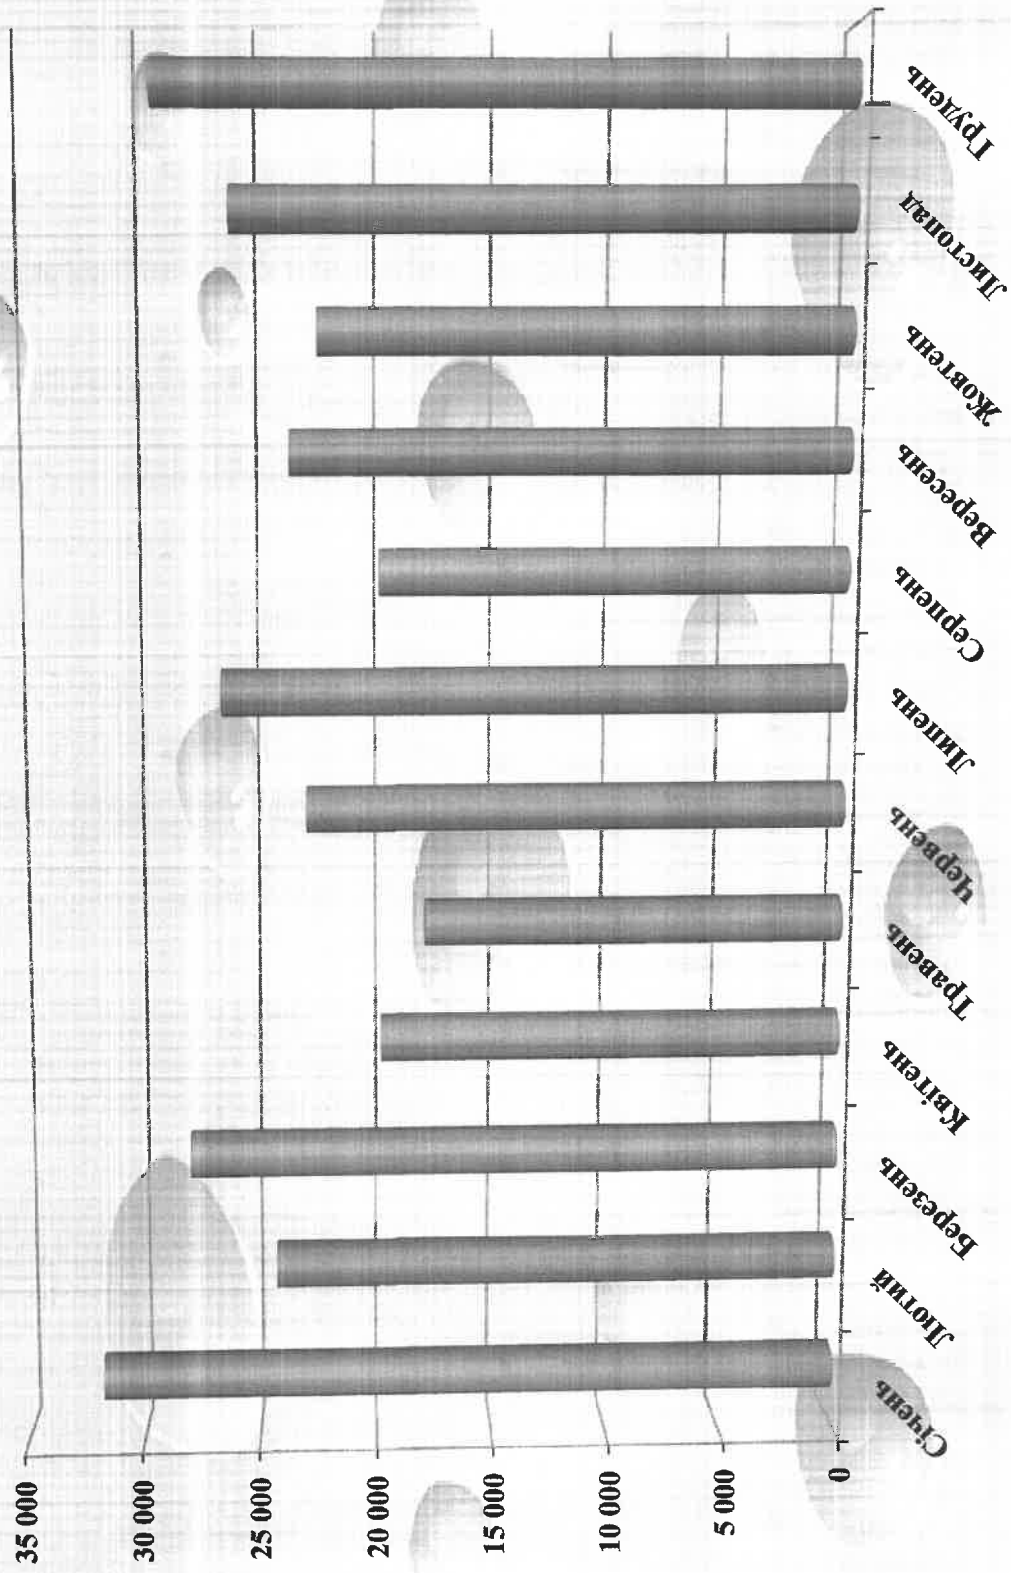 35 000
30 000
25 000
20 000
15 000
10 000
5 000
0
Січень
Лютий
Березень
Квітень
Травень
Червень
Липень
Серпень
Вересень
Жовтень
Листопад
Грудень